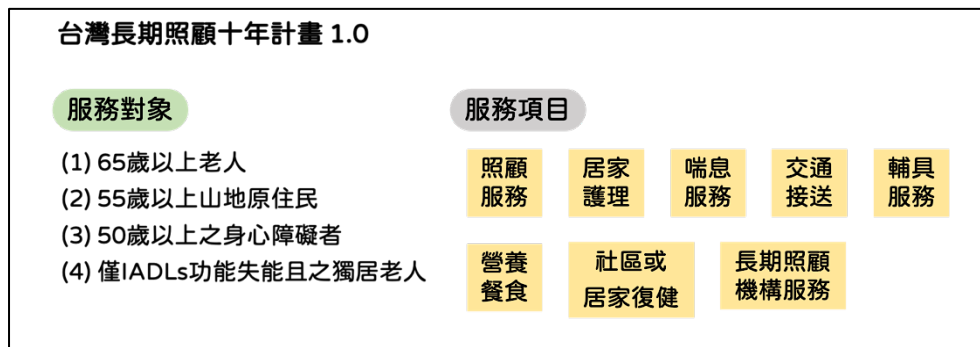 台灣長期照顧十年計畫 1.0
服務對象
(1) 65歲以上老人
(2) 55歲以上山地原住民
(3) 50歲以上之身心障礙者
(4) 僅IADLs功能失能且之獨居老人
服務項目
照顧
服務
居家
護理
喘息
服務
交通
接送
輔具
服務
營養
餐食
社區或
居家復健
長期照顧
機構服務